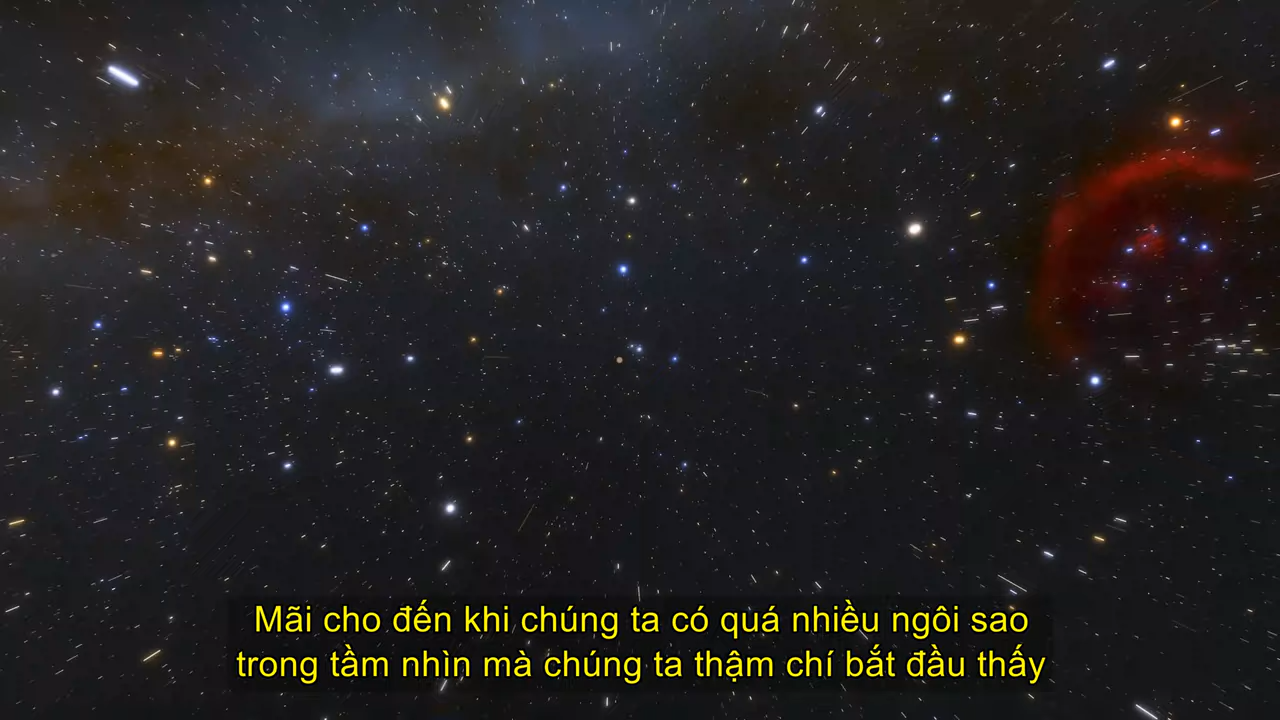 Mãi cho đến khi chúng ta có quá nhiều ngôi sao
trong tầm nhìn mà chúng ta thậm chí bắt đầu thấy